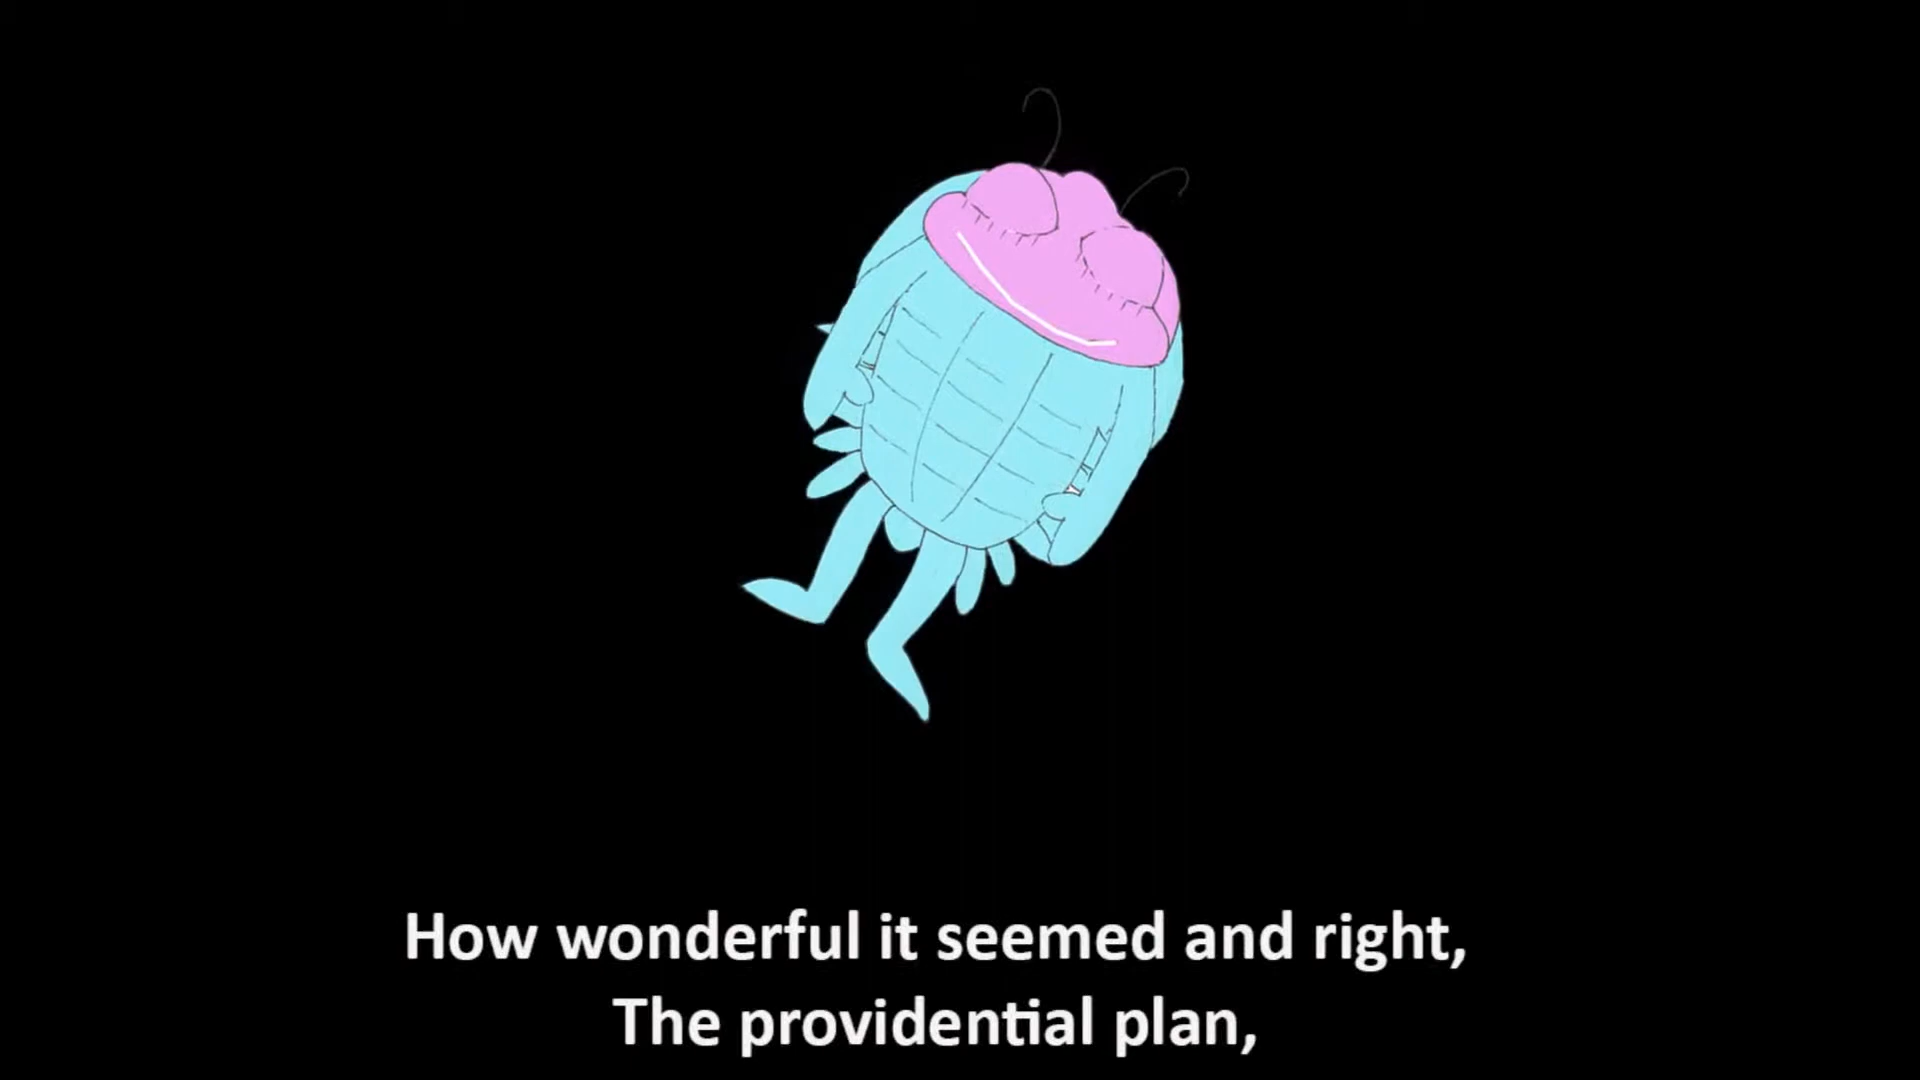 How wonderful it seemed and right,
The providential plan,